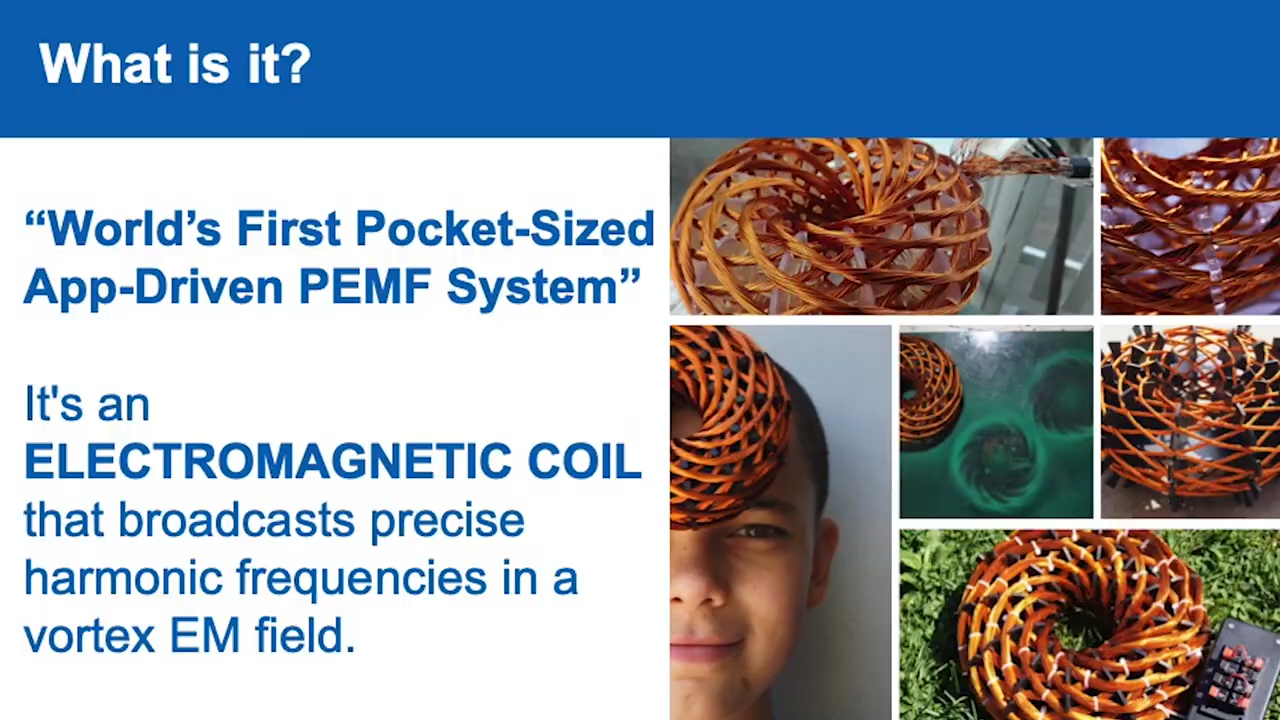 What is it?
“World’s First Pocket-Sized
App-Driven PEMF System”
It's an
ELECTROMAGNETIC COIL
that broadcasts precise
harmonic frequencies in a
vortex EM field.